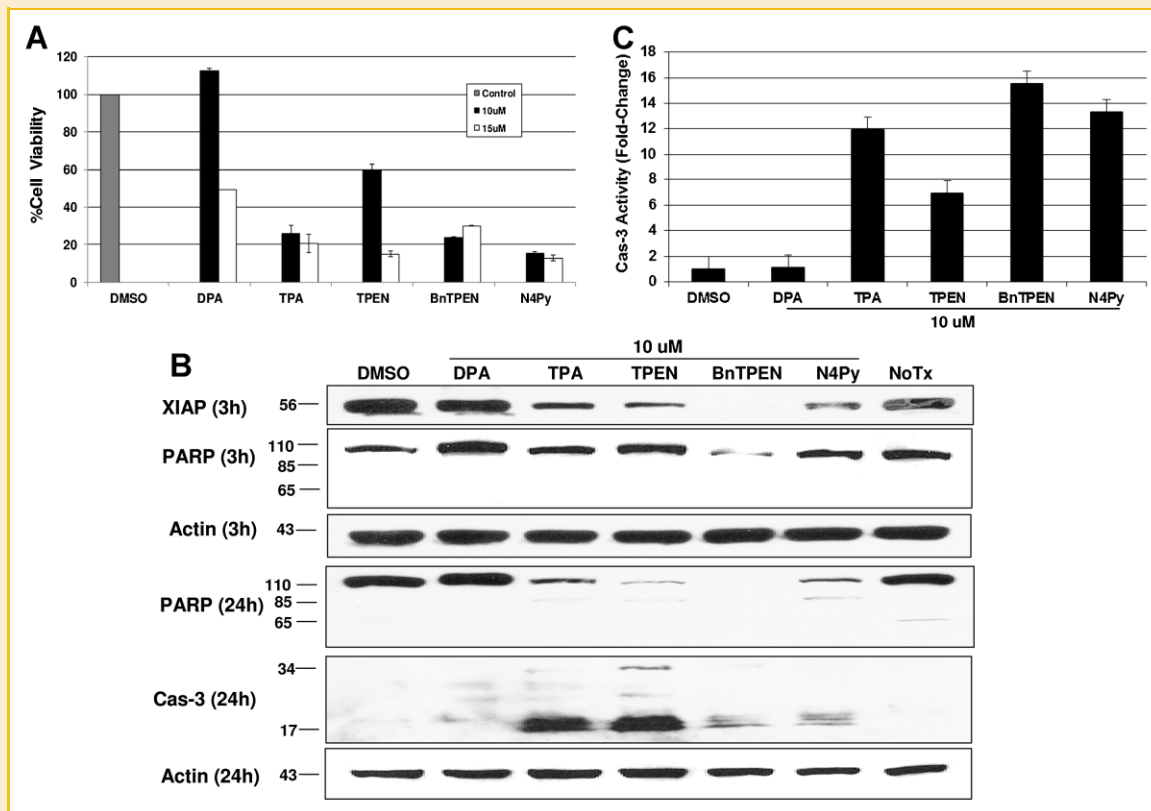 A
120
100
80
60
40
20
0
%Cell Viability
Control
10uM
15uM
DMSO DPA TPA TPEN BnTPEN N4Py
C
18
16
14
12
10
8
6
4
2
0
Cas-3 Activity (Fold-Change)
DMSO DPA TPA TPEN BnTPEN N4Py
10 uM
B
10 uM
DMSO DPA TPA TPEN BnTPEN N4Py NoTx
XIAP (3h) 56
PARP (3h) 110
85
65
Actin (3h) 43
PARP (24h) 110
85
65
Cas-3 (24h) 34
17
Actin (24h) 43